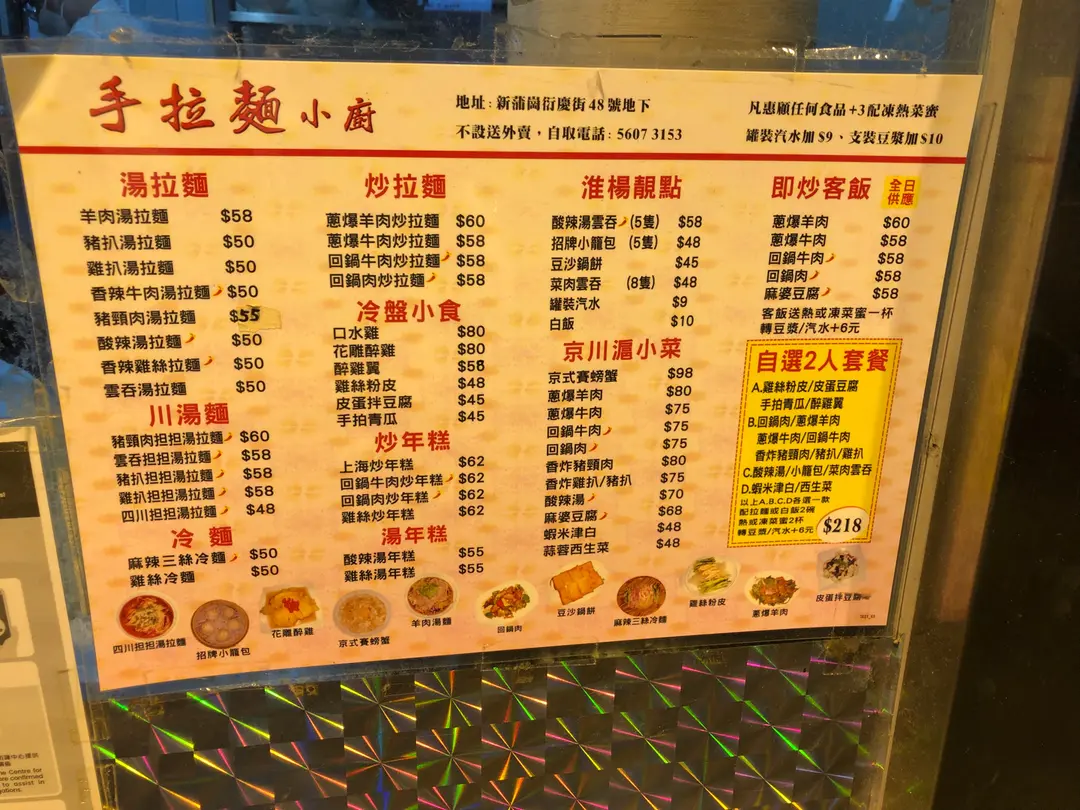 手拉麵小廚
地址: 新蒲崗衍慶街48號地下
不設送外賣,自取電話: 5607 3153
凡惠顧任何食品+3配凍熱菜蜜
罐裝汽水加$9、支裝豆漿加$10
湯拉麵
羊肉湯拉麵 $58
豬扒湯拉麵 $50
雞扒湯拉麵 $50
香辣牛肉湯拉麵 $50
豬頸肉湯拉麵 $55
酸辣湯拉麵 $50
香辣雞絲拉麵 $50
雲吞湯拉麵 $50
川湯麵
豬頸肉担担湯拉麵 $60
雲吞担担湯拉麵 $58
豬扒担担湯拉麵 $58
雞扒担担湯拉麵 $58
四川担担湯拉麵 $48
冷麵
麻辣三絲冷麵 $50
雞絲冷麵 $50
炒拉麵
蔥爆羊肉炒拉麵 $60
蔥爆牛肉炒拉麵 $58
回鍋牛肉炒拉麵 $58
回鍋肉炒拉麵 $58
冷盤小食
口水雞 $80
花雕醉雞 $80
醉雞翼 $58
雞絲粉皮 $48
皮蛋拌豆腐 $45
手拍青瓜 $45
炒年糕
上海炒年糕 $62
回鍋牛肉炒年糕 $62
回鍋肉炒年糕 $62
雞絲炒年糕 $62
湯年糕
酸辣湯年糕 $55
雞絲湯年糕 $55
淮楊靚點
酸辣湯雲吞 (5隻) $58
招牌小籠包 (5隻) $48
豆沙鍋餅 $45
菜肉雲吞 (8隻) $48
罐裝汽水 $9
白飯 $10
京川滬小菜
京式賽螃蟹 $98
蔥爆羊肉 $80
蔥爆牛肉 $75
回鍋牛肉 $75
回鍋肉 $75
香炸豬頸肉 $80
香炸雞扒/豬扒 $75
酸辣湯 $70
麻婆豆腐 $68
蝦米津白 $48
蒜蓉西生菜 $48
即炒客飯 全日供應
蔥爆羊肉 $60
蔥爆牛肉 $58
回鍋牛肉 $58
回鍋肉 $58
麻婆豆腐 $58
客飯送熱或凍菜蜜一杯
轉豆漿/汽水+6元
自選2人套餐
A.雞絲粉皮/皮蛋豆腐
手拍青瓜/醉雞翼
B.回鍋肉/蔥爆羊肉
蔥爆牛肉/回鍋牛肉
香炸豬頸肉/豬扒/雞扒
C.酸辣湯/小籠包/菜肉雲吞
D.蝦米津白/西生菜
以上A.B.C.D各選一款
配拉麵或白飯2碗
熱或凍菜蜜2杯
轉豆漿/汽水+6元
$218
四川担担湯拉麵
招牌小籠包
花雕醉雞
京式賽螃蟹
羊肉湯麵
回鍋肉
豆沙鍋餅
麻辣三絲冷麵
雞絲粉皮
蔥爆羊肉
皮蛋拌豆腐
he Centre for
re confirmed
to assist in